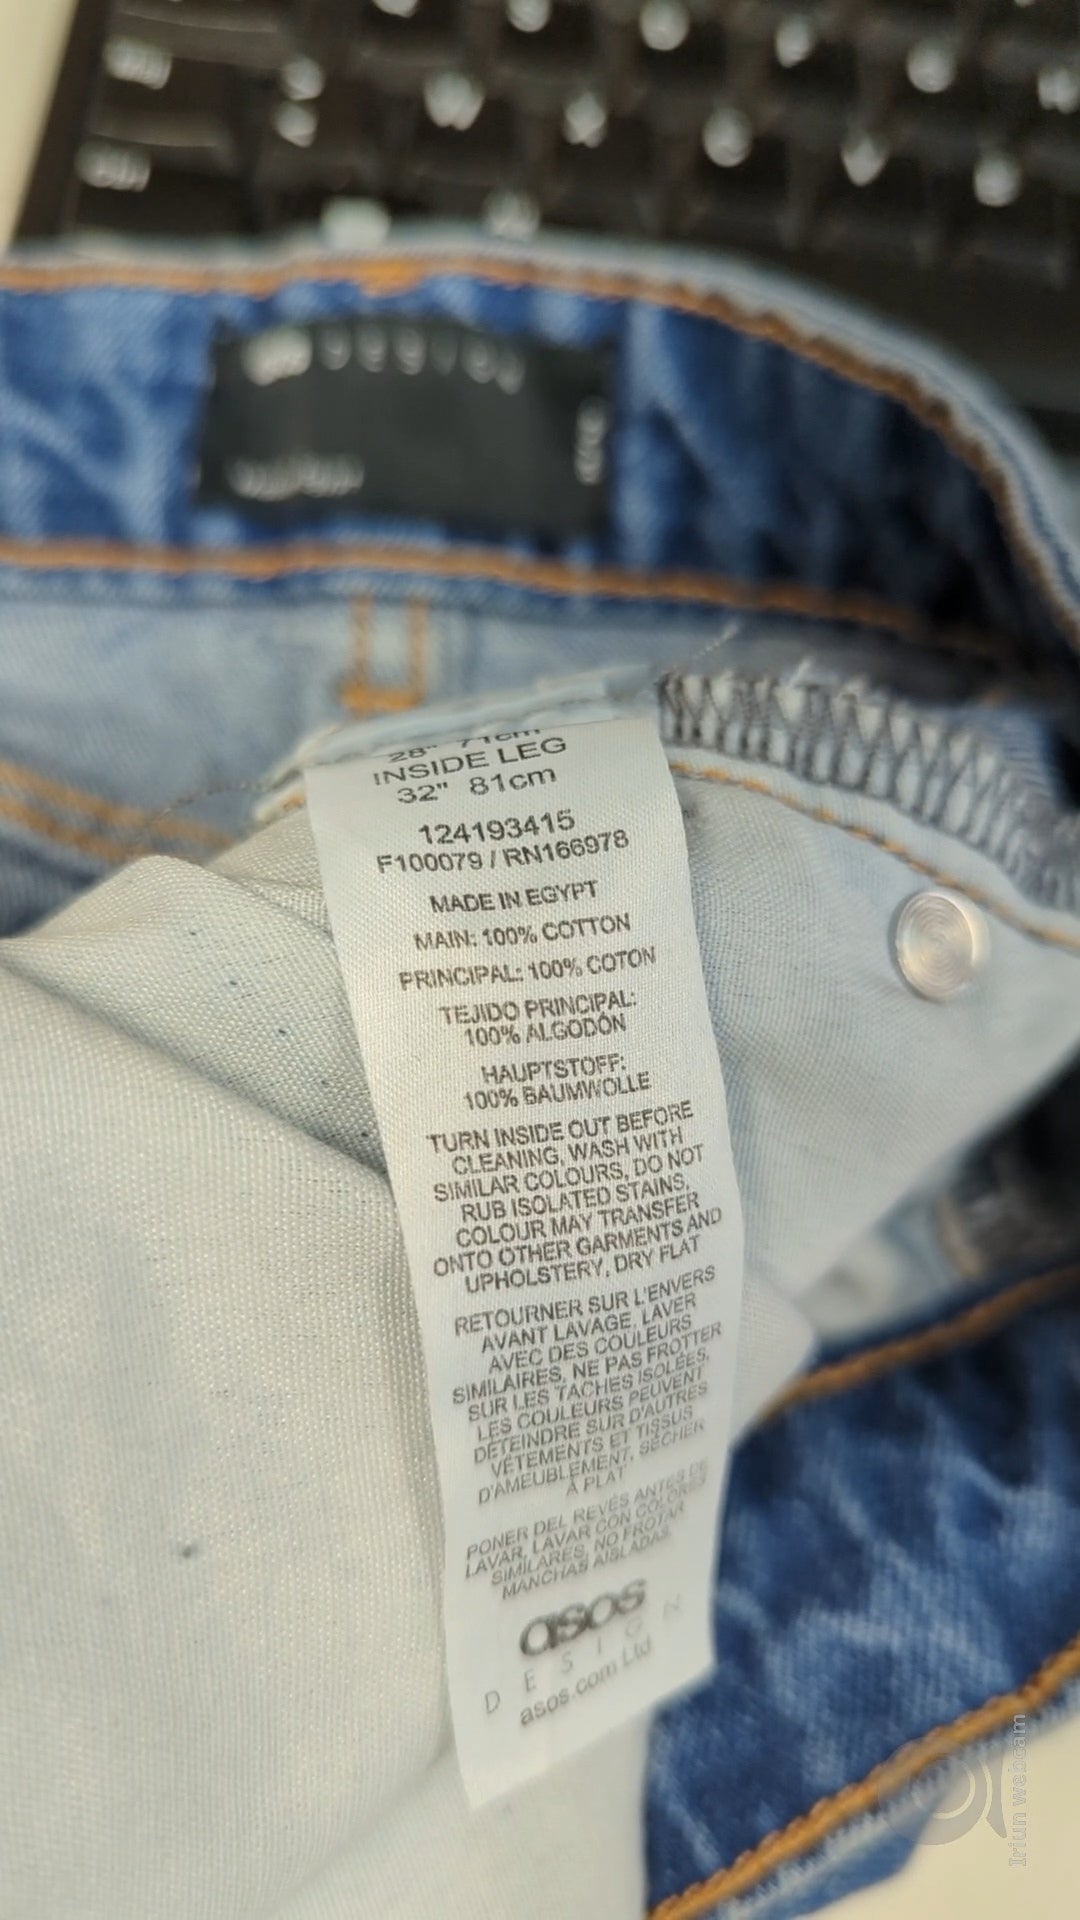 28" 71cm
INSIDE LEG
32" 81cm
124193415
F100079 / RN166978
MADE IN EGYPT
MAIN: 100% COTTON
PRINCIPAL: 100% COTON
TEJIDO PRINCIPAL:
100% ALGODÓN
HAUPTSTOFF:
100% BAUMWOLLE
TURN INSIDE OUT BEFORE
CLEANING, WASH WITH
SIMILAR COLOURS, DO NOT
RUB ISOLATED STAINS,
COLOUR MAY TRANSFER
ONTO OTHER GARMENTS AND
UPHOLSTERY, DRY FLAT
RETOURNER SUR L'ENVERS
AVANT LAVAGE, LAVER
AVEC DES COULEURS
SIMILAIRES, NE PAS FROTTER
SUR LES TACHES ISOLÉES,
LES COULEURS PEUVENT
DÉTEINDRE SUR D'AUTRES
VÊTEMENTS ET TISSUS
D'AMEUBLEMENT, SÉCHER
À PLAT
PONER DEL REVÉS ANTES DE
LAVAR, LAVAR CON COLORES
SIMILARES, NO FROTAR
MANCHAS AISLADAS,
asos
DESIGN
asos.com Ltd
Iriun webcam